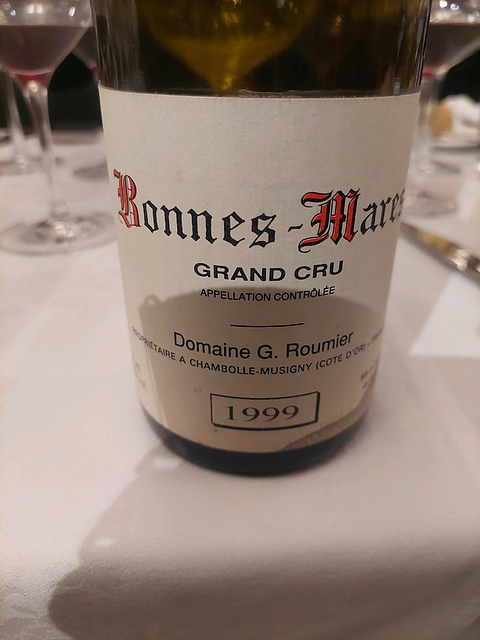 Bonnes-Mares
GRAND CRU
APPELLATION CONTRÔLÉE
Domaine G. Roumier
PROPRIÉTAIRE A CHAMBOLLE-MUSIGNY (COTE D'OR) -
1999